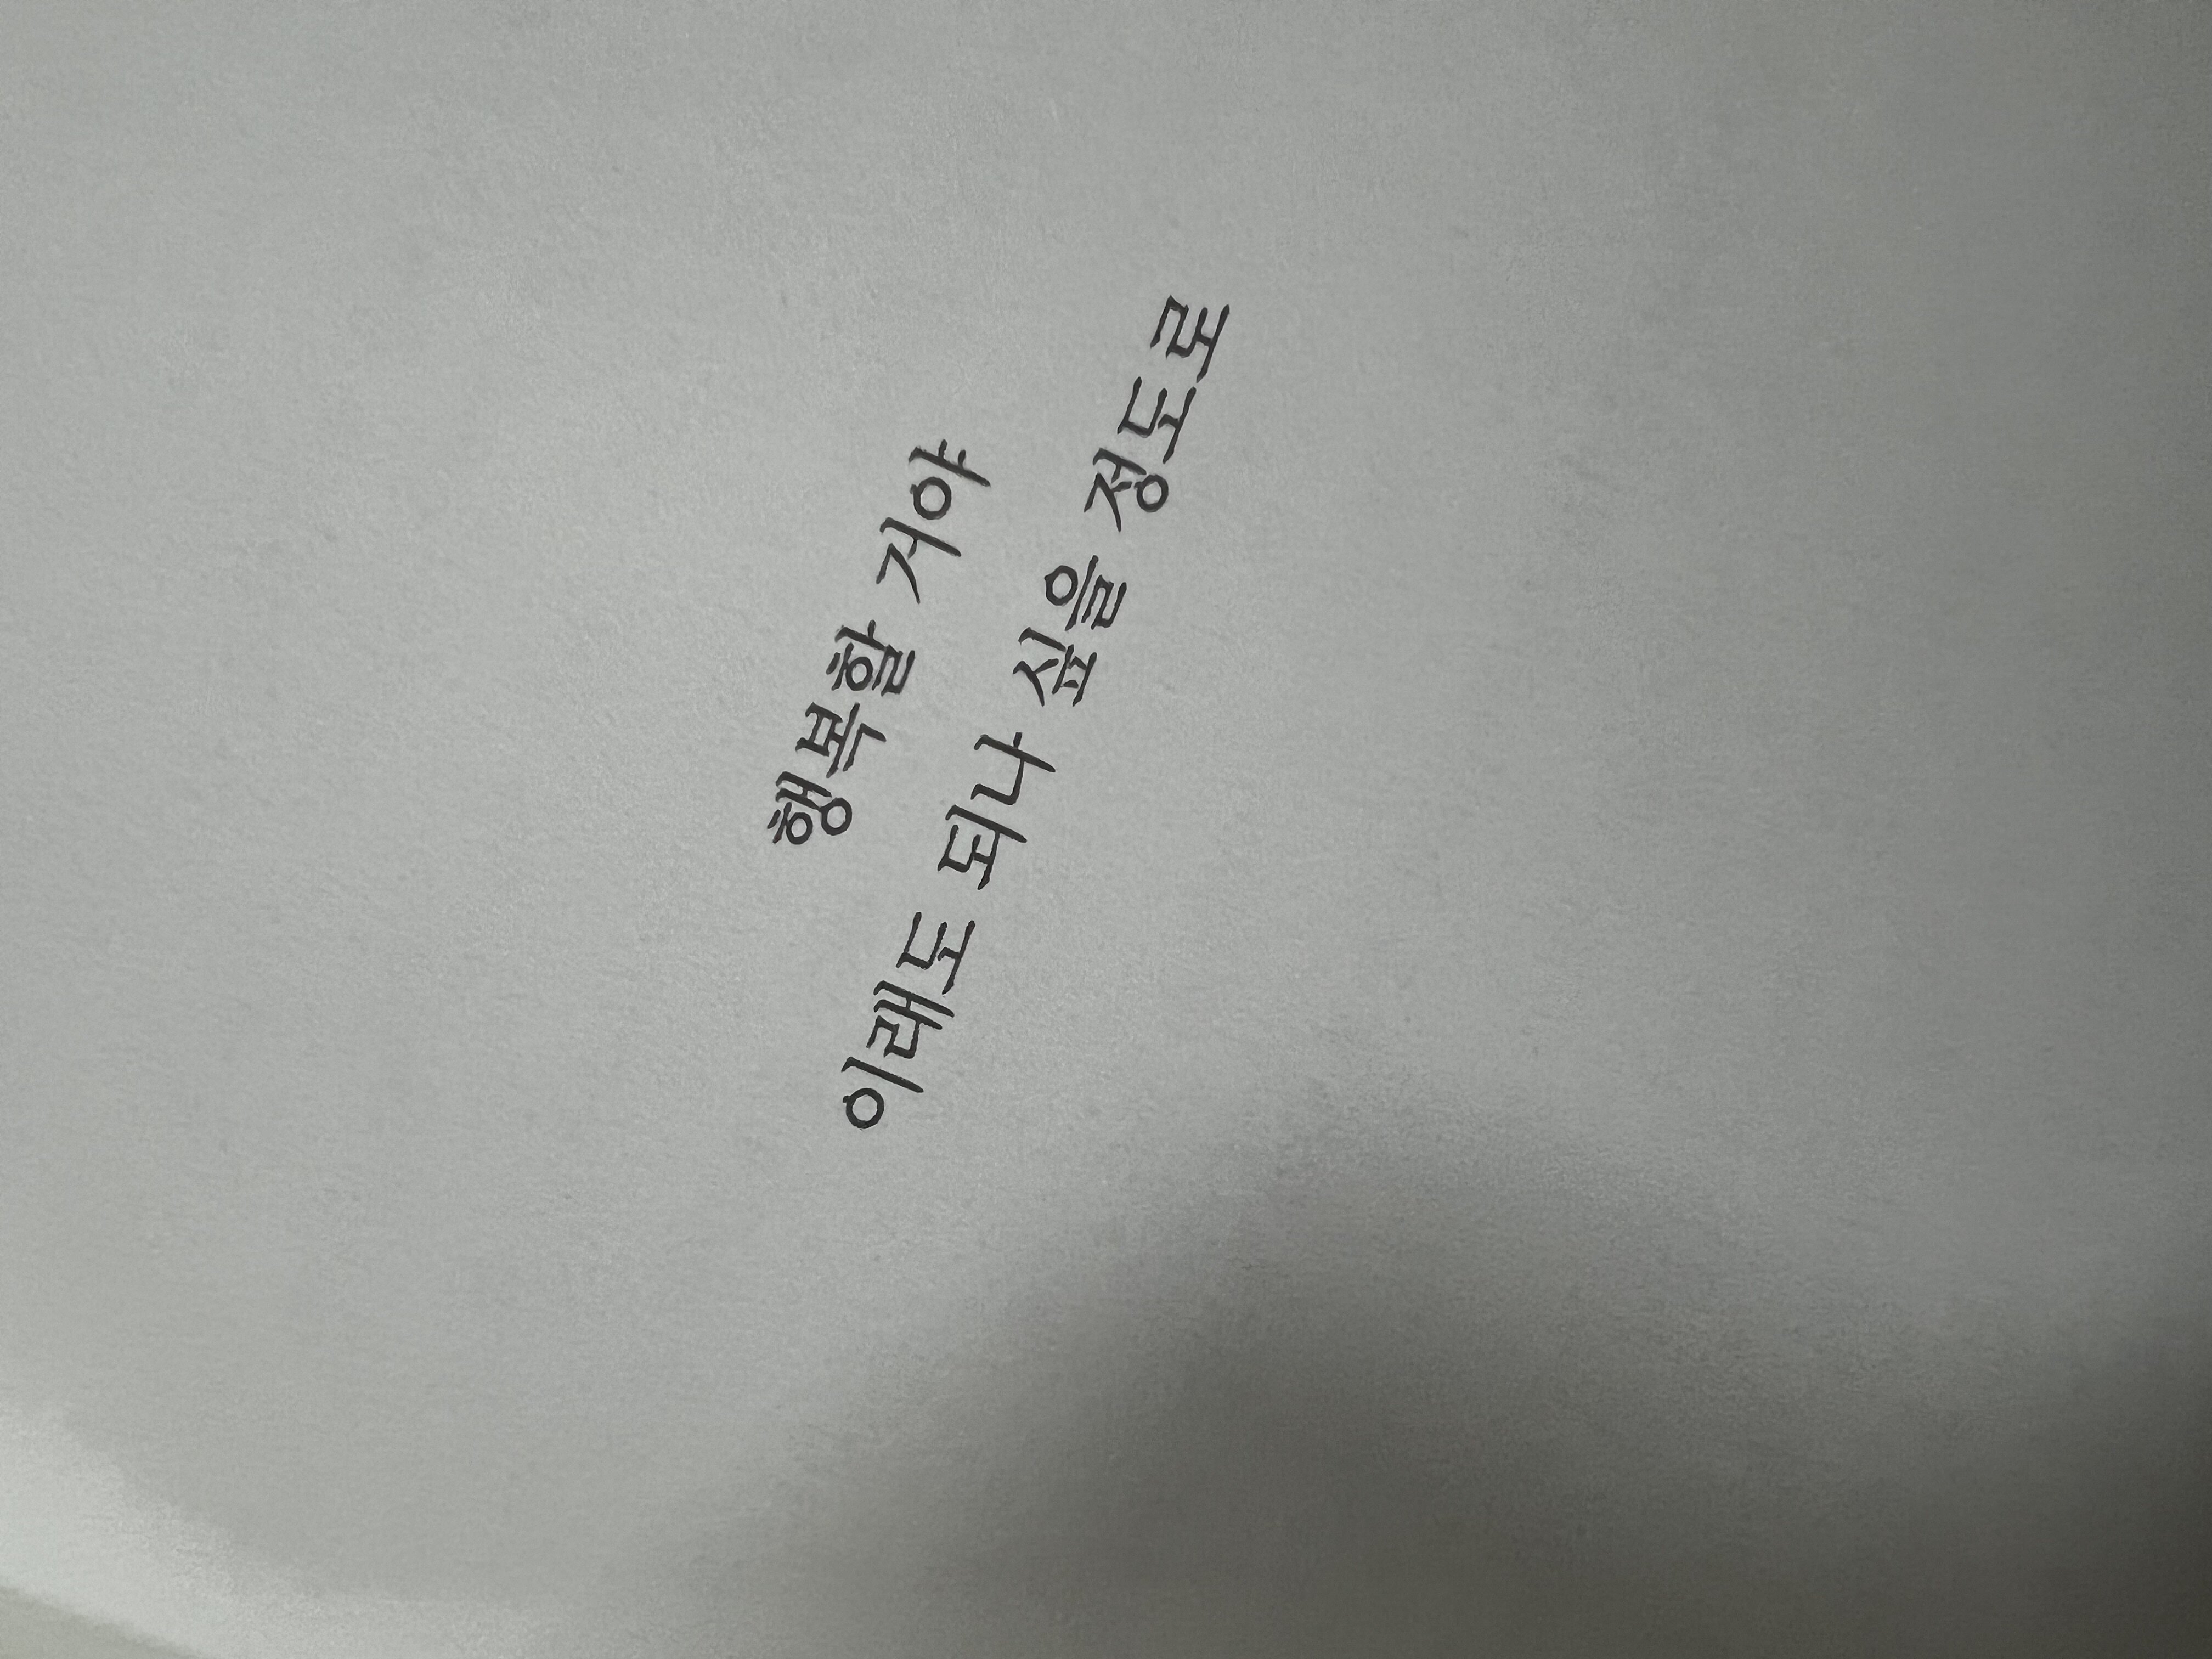 행복할 거야
이래도 되나 싶을 정도로